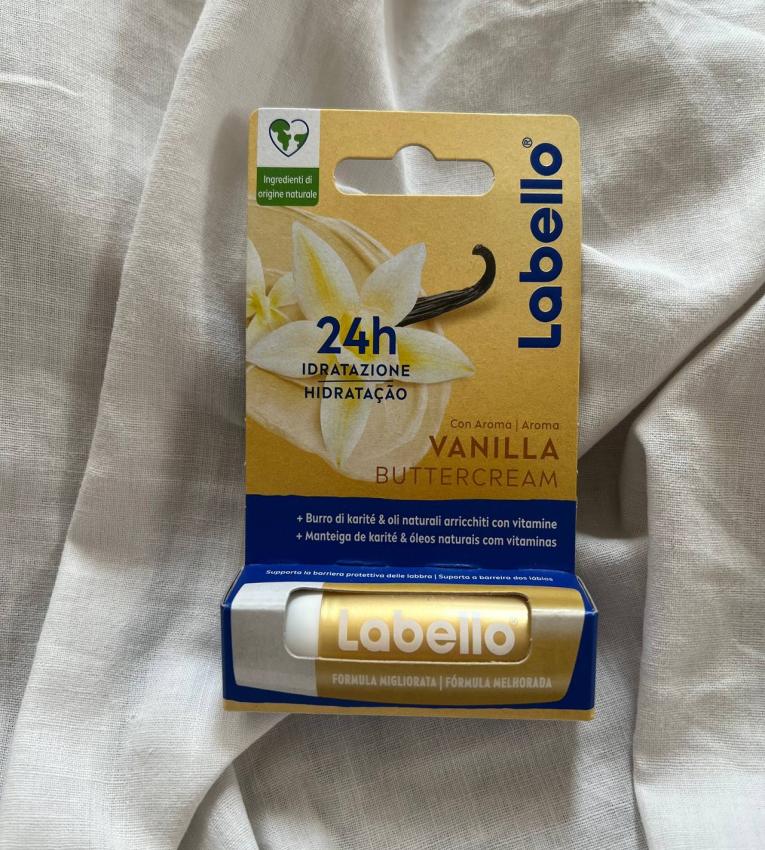 Ingredienti di
origine naturale
Labello®
24h
IDRATAZIONE
HIDRATAÇÃO
Con Aroma | Aroma
VANILLA
BUTTERCREAM
+ Burro di karité & oli naturali arricchiti con vitamine
+ Manteiga de karité & óleos naturais com vitaminas
Supporta la barriera protettiva delle labbra | Suporta a barreira dos lábios
Labello
FORMULA MIGLIORATA | FÓRMULA MELHORADA